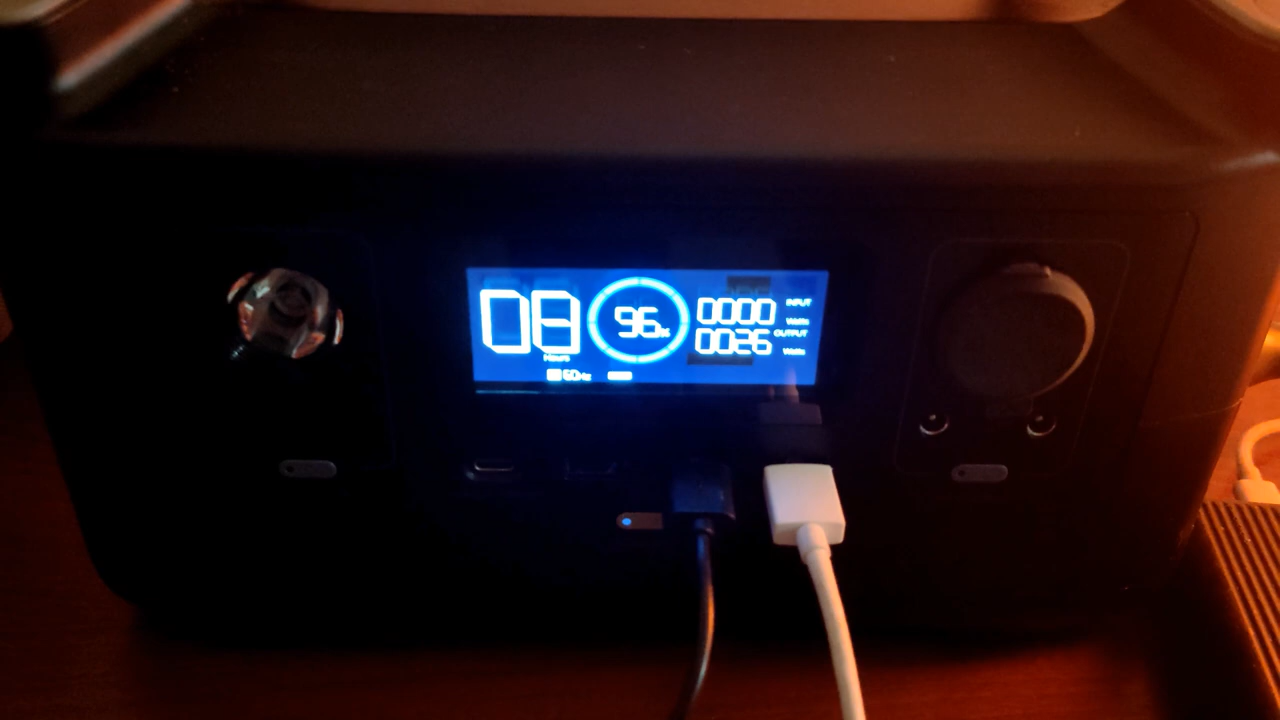 08 Hours
96%
0000 INPUT Watts
0026 OUTPUT Watts
60Hz